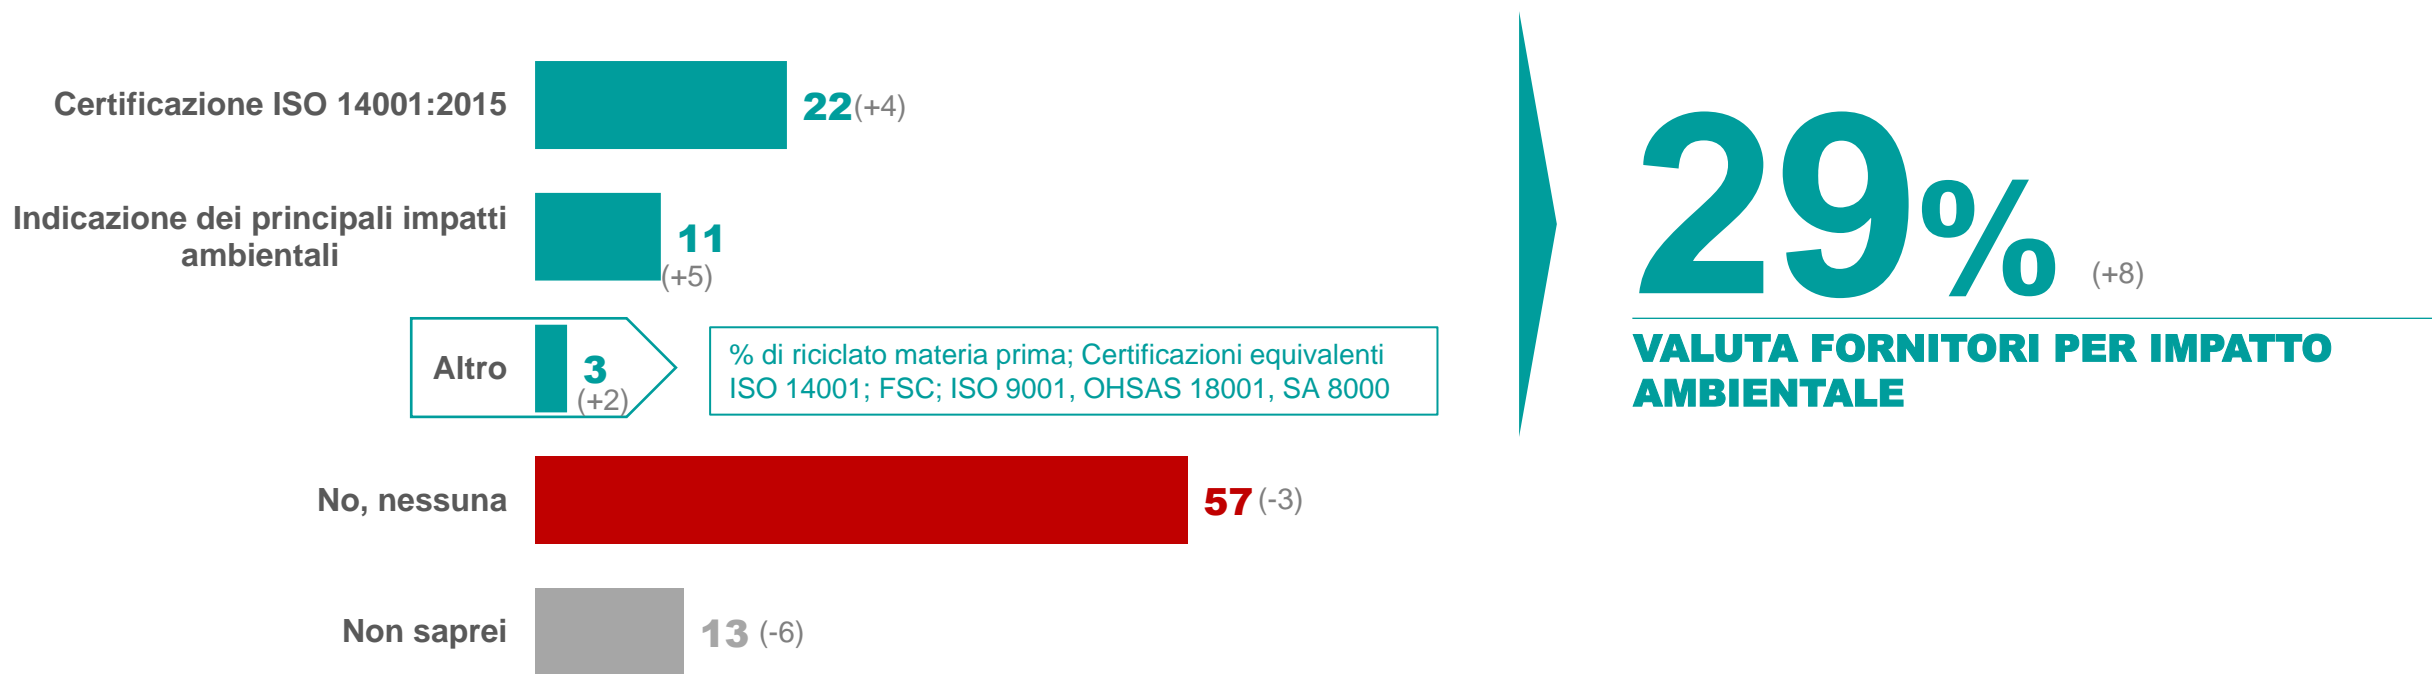 Certificazione ISO 14001:2015
22 (+4)
Indicazione dei principali impatti
ambientali
11
(+5)
Altro
3
(+2)
% di riciclato materia prima; Certificazioni equivalenti
ISO 14001; FSC; ISO 9001, OHSAS 18001, SA 8000
No, nessuna
57 (-3)
Non saprei
13 (-6)
29% (+8)
VALUTA FORNITORI PER IMPATTO
AMBIENTALE